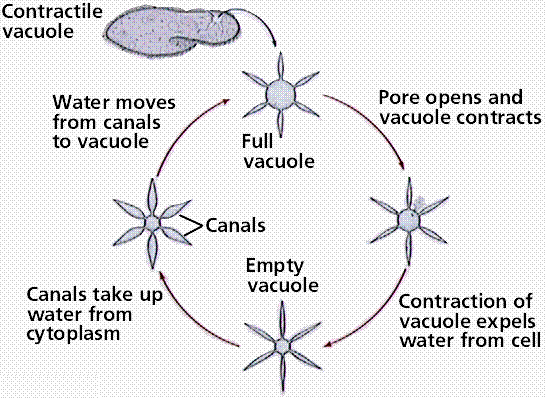 Contractile
vacuole
Water moves
from canals
to vacuole
Full
vacuole
Pore opens and
vacuole contracts
Canals
Empty
vacuole
Canals take up
water from
cytoplasm
Contraction of
vacuole expels
water from cell